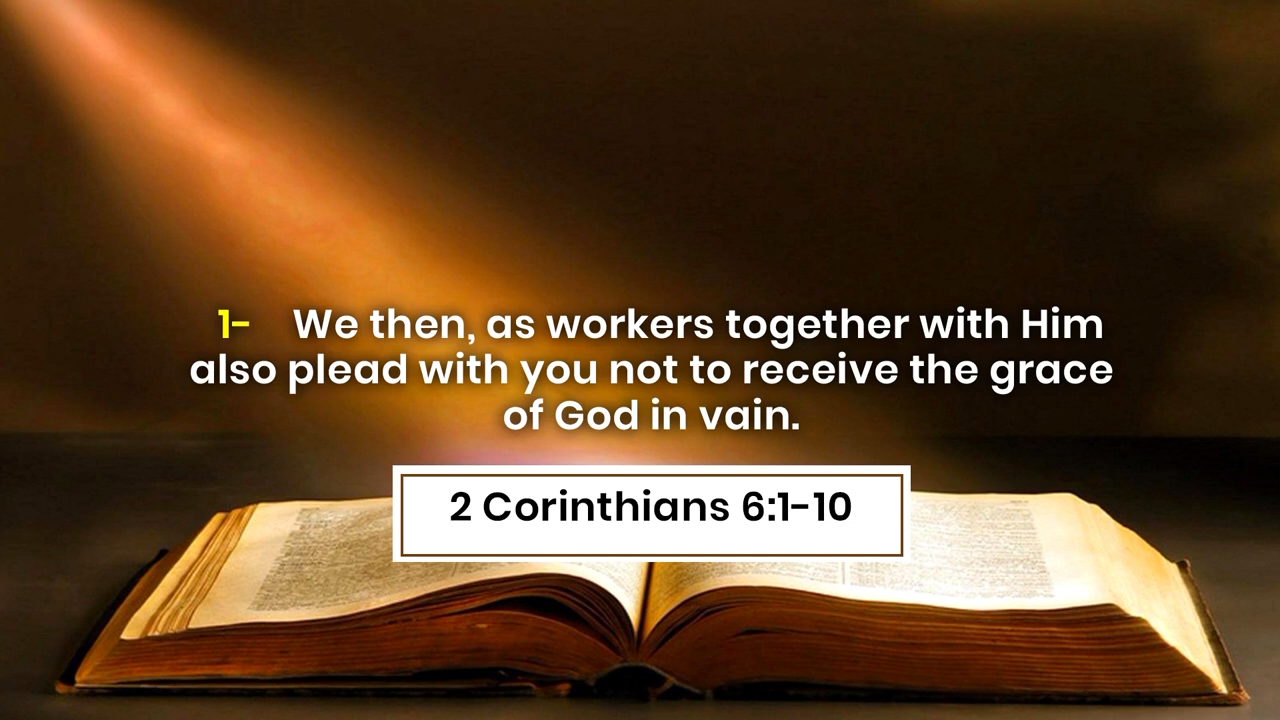 1- We then, as workers together with Him
also plead with you not to receive the grace
of God in vain.
2 Corinthians 6:1-10